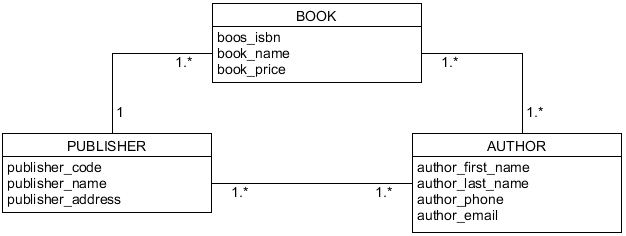 BOOK
boos_isbn
book_name
book_price
1.*
1.*
1
1.*
PUBLISHER
publisher_code
publisher_name
publisher_address
AUTHOR
author_first_name
author_last_name
author_phone
author_email
1.*
1.*